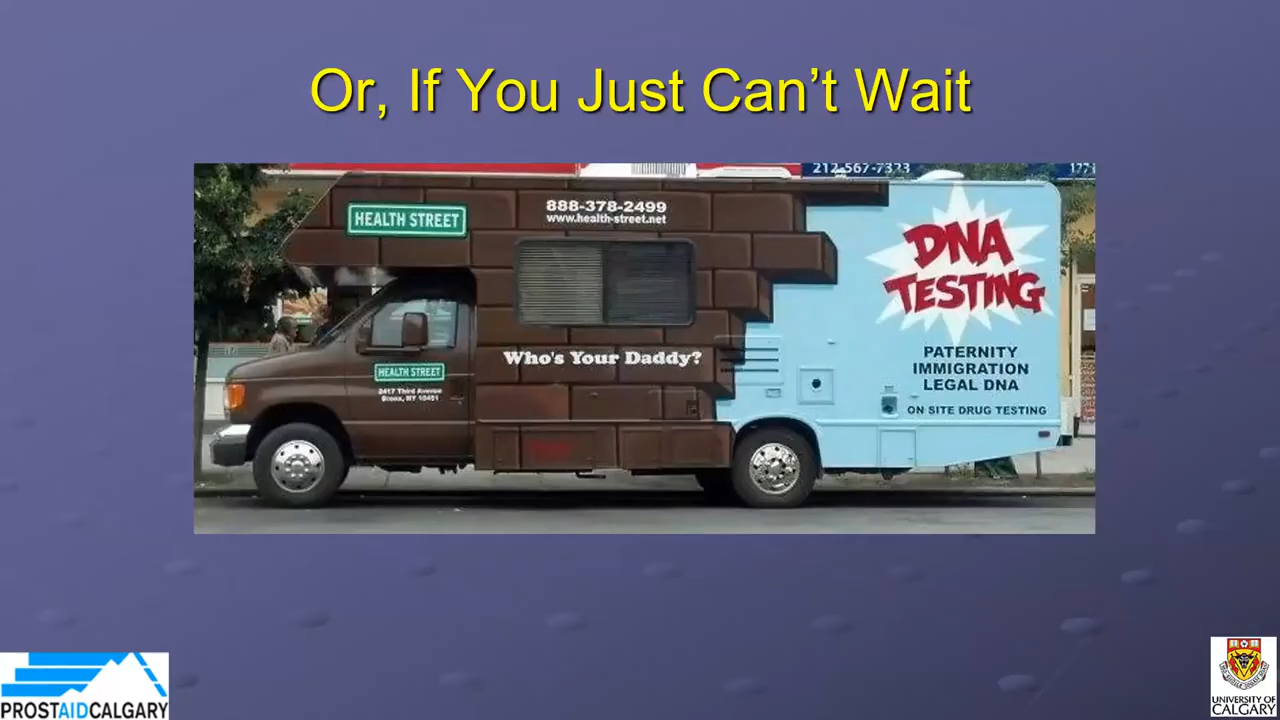 Or, If You Just Can’t Wait
212-567-7323
1771
HEALTH STREET
888-378-2499
www.health-street.net
DNA
TESTING
Who's Your Daddy?
PATERNITY
IMMIGRATION
LEGAL DNA
ON SITE DRUG TESTING
HEALTH STREET
2417 Third Avenue
Bronx, NY 10451
PROSTAIDCALGARY
UNIVERSITY OF
CALGARY